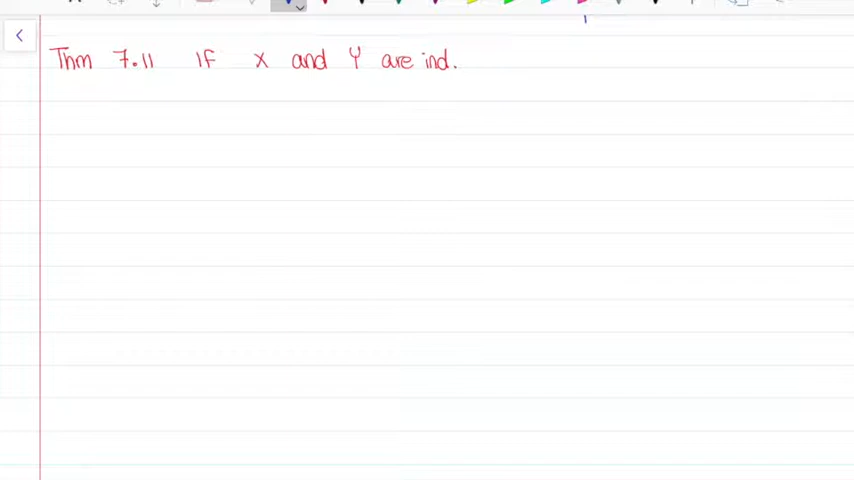 Thm 7.11 If X and Y are ind.